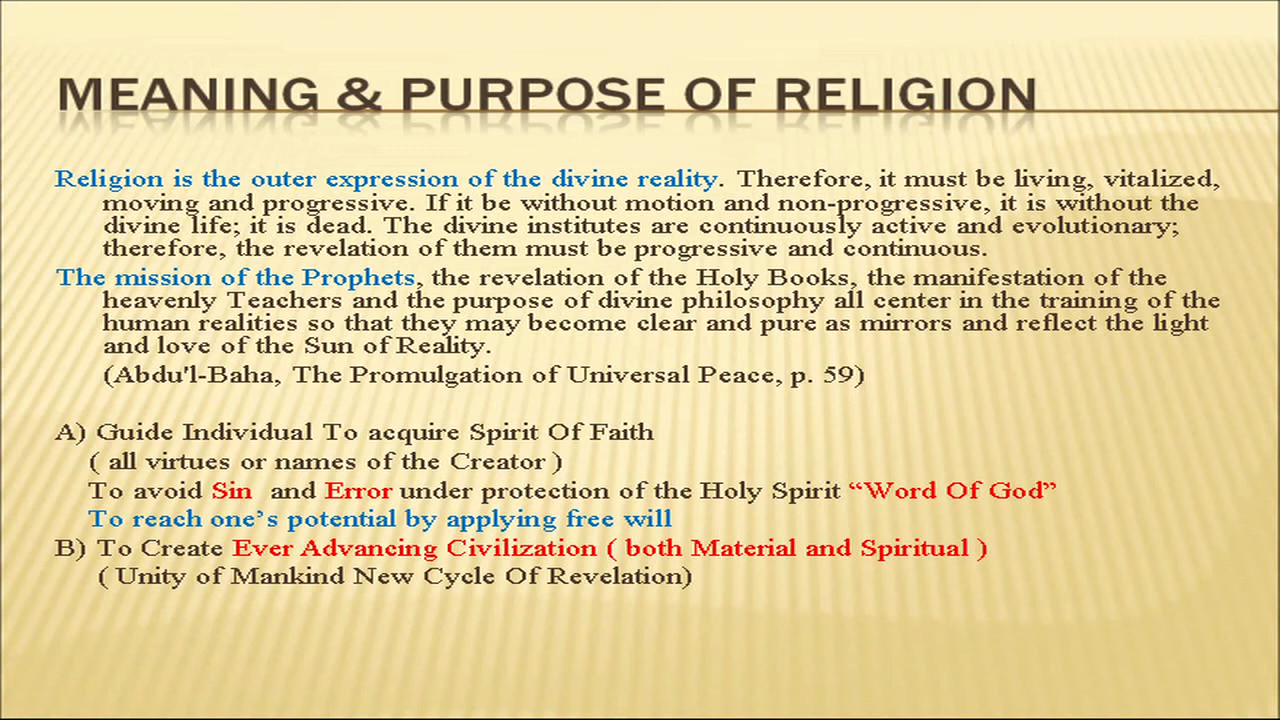 MEANING & PURPOSE OF RELIGION
Religion is the outer expression of the divine reality. Therefore, it must be living, vitalized,
moving and progressive. If it be without motion and non-progressive, it is without the
divine life; it is dead. The divine institutes are continuously active and evolutionary;
therefore, the revelation of them must be progressive and continuous.
The mission of the Prophets, the revelation of the Holy Books, the manifestation of the
heavenly Teachers and the purpose of divine philosophy all center in the training of the
human realities so that they may become clear and pure as mirrors and reflect the light
and love of the Sun of Reality.
(Abdu'l-Baha, The Promulgation of Universal Peace, p. 59)
A) Guide Individual To acquire Spirit Of Faith
( all virtues or names of the Creator )
To avoid Sin and Error under protection of the Holy Spirit “Word Of God”
To reach one’s potential by applying free will
B) To Create Ever Advancing Civilization ( both Material and Spiritual )
( Unity of Mankind New Cycle Of Revelation)